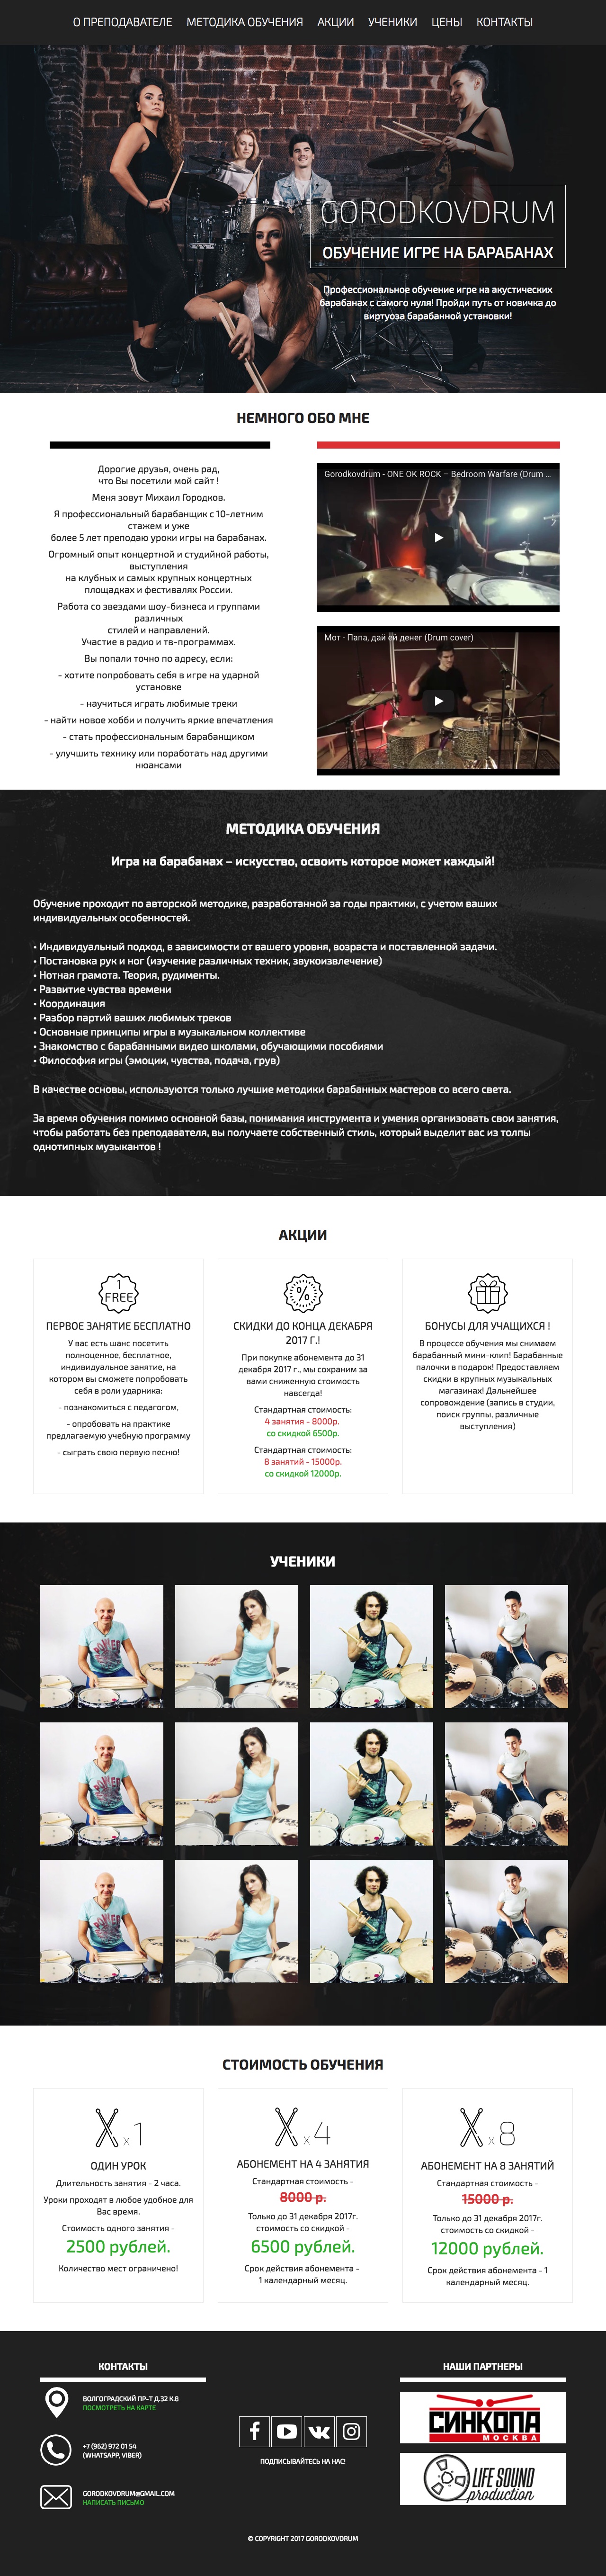 О ПРЕПОДАВАТЕЛЕ МЕТОДИКА ОБУЧЕНИЯ АКЦИИ УЧЕНИКИ ЦЕНЫ КОНТАКТЫ
GORODKOVDRUM
ОБУЧЕНИЕ ИГРЕ НА БАРАБАНАХ
Профессиональное обучение игре на акустических
барабанах с самого нуля! Пройди путь от новичка до
виртуоза барабанной установки!
НЕМНОГО ОБО МНЕ
Дорогие друзья, очень рад,
что Вы посетили мой сайт !
Меня зовут Михаил Городков.
Я профессиональный барабанщик с 10-летним
стажем и уже
более 5 лет преподаю уроки игры на барабанах.
Огромный опыт концертной и студийной работы,
выступления
на клубных и самых крупных концертных
площадках и фестивалях России.
Работа со звездами шоу-бизнеса и группами
различных
стилей и направлений.
Участие в радио и тв-программах.
Вы попали точно по адресу, если:
- хотите попробовать себя в игре на ударной
установке
- научиться играть любимые треки
- найти новое хобби и получить яркие впечатления
- стать профессиональным барабанщиком
- улучшить технику или поработать над другими
нюансами
Gorodkovdrum - ONE OK ROCK – Bedroom Warfare (Drum ...
Мот - Папа, дай ей денег (Drum cover)
МЕТОДИКА ОБУЧЕНИЯ
Игра на барабанах – искусство, освоить которое может каждый!
Обучение проходит по авторской методике, разработанной за годы практики, с учетом ваших
индивидуальных особенностей.
• Индивидуальный подход, в зависимости от вашего уровня, возраста и поставленной задачи.
• Постановка рук и ног (изучение различных техник, звукоизвлечение)
• Нотная грамота. Теория, рудименты.
• Развитие чувства времени
• Координация
• Разбор партий ваших любимых треков
• Основные принципы игры в музыкальном коллективе
• Знакомство с барабанными видео школами, обучающими пособиями
• Философия игры (эмоции, чувства, подача, грув)
В качестве основы, используются только лучшие методики барабанных мастеров со всего света.
За время обучения помимо основной базы, понимания инструмента и умения организовать свои занятия,
чтобы работать без преподавателя, вы получаете собственный стиль, который выделит вас из толпы
однотипных музыкантов !
АКЦИИ
1
FREE
ПЕРВОЕ ЗАНЯТИЕ БЕСПЛАТНО
У вас есть шанс посетить
полноценное, бесплатное,
индивидуальное занятие, на
котором вы сможете попробовать
себя в роли ударника:
- познакомиться с педагогом,
- опробовать на практике
предлагаемую учебную программу
- сыграть свою первую песню!
%
СКИДКИ ДО КОНЦА ДЕКАБРЯ
2017 Г.!
При покупке абонемента до 31
декабря 2017 г., мы сохраним за
вами сниженную стоимость
навсегда!
Стандартная стоимость:
4 занятия - 8000р.
со скидкой 6500р.
Стандартная стоимость:
8 занятий - 15000р.
со скидкой 12000р.
БОНУСЫ ДЛЯ УЧАЩИХСЯ !
В процессе обучения мы снимаем
барабанный мини-клип! Барабанные
палочки в подарок! Предоставляем
скидки в крупных музыкальных
магазинах! Дальнейшее
сопровождение (запись в студии,
поиск группы, различные
выступления)
УЧЕНИКИ
СТОИМОСТЬ ОБУЧЕНИЯ
x 1
ОДИН УРОК
Длительность занятия - 2 часа.
Уроки проходят в любое удобное для
Вас время.
Стоимость одного занятия -
2500 рублей.
Количество мест ограничено!
x 4
АБОНЕМЕНТ НА 4 ЗАНЯТИЯ
Стандартная стоимость -
8000 р.
Только до 31 декабря 2017г.
стоимость со скидкой -
6500 рублей.
Срок действия абонемента -
1 календарный месяц.
x 8
АБОНЕМЕНТ НА 8 ЗАНЯТИЙ
Стандартная стоимость -
15000 р.
Только до 31 декабря 2017г.
стоимость со скидкой -
12000 рублей.
Срок действия абонемента - 1
календарный месяц.
КОНТАКТЫ
ВОЛГОГРАДСКИЙ ПР-Т Д.32 К.8
ПОСМОТРЕТЬ НА КАРТЕ
+7 (962) 972 01 54
(WHATSAPP, VIBER)
GORODKOVDRUM@GMAIL.COM
НАПИСАТЬ ПИСЬМО
ПОДПИСЫВАЙТЕСЬ НА НАС!
НАШИ ПАРТНЕРЫ
СИНКОПА
МОСКВА
LIFE SOUND
production
© COPYRIGHT 2017 GORODKOVDRUM